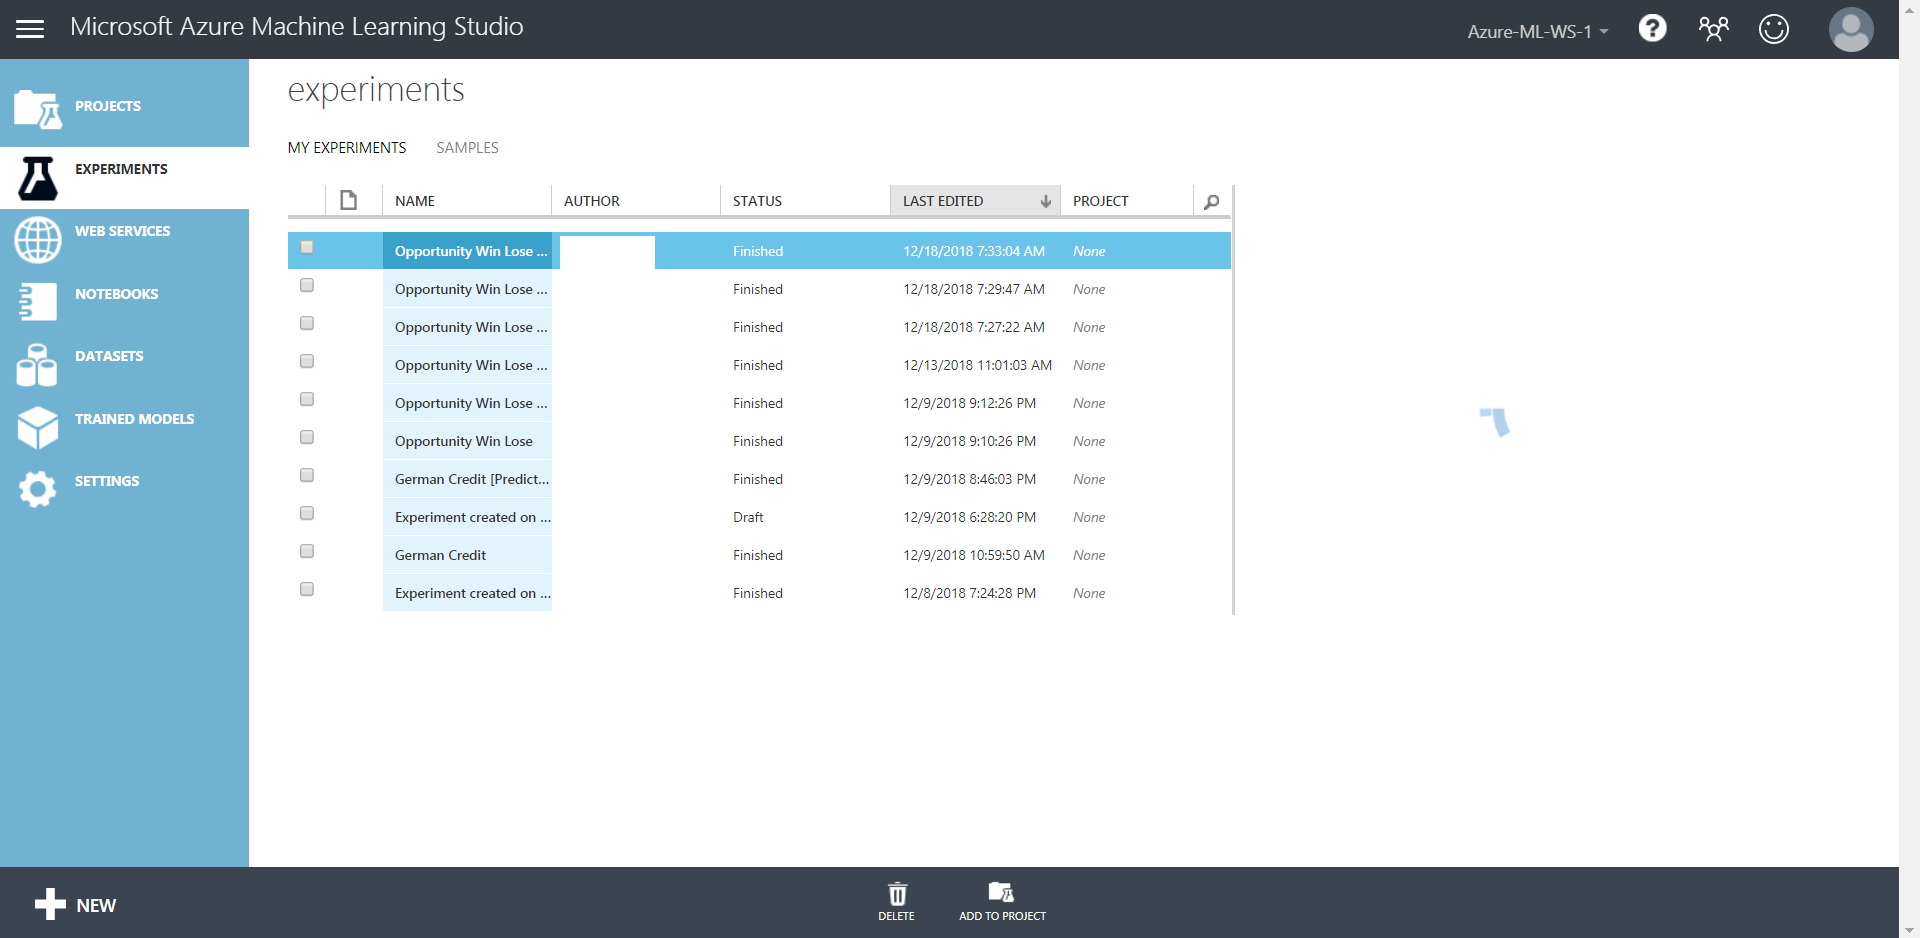 Microsoft Azure Machine Learning Studio
Azure-ML-WS-1
?
PROJECTS
EXPERIMENTS
WEB SERVICES
NOTEBOOKS
DATASETS
TRAINED MODELS
SETTINGS
experiments
MY EXPERIMENTS SAMPLES
NAME AUTHOR STATUS LAST EDITED PROJECT
Opportunity Win Lose ... Finished 12/18/2018 7:33:04 AM None
Opportunity Win Lose ... Finished 12/18/2018 7:29:47 AM None
Opportunity Win Lose ... Finished 12/18/2018 7:27:22 AM None
Opportunity Win Lose ... Finished 12/13/2018 11:01:03 AM None
Opportunity Win Lose ... Finished 12/9/2018 9:12:26 PM None
Opportunity Win Lose Finished 12/9/2018 9:10:26 PM None
German Credit [Predict... Finished 12/9/2018 8:46:03 PM None
Experiment created on ... Draft 12/9/2018 6:28:20 PM None
German Credit Finished 12/9/2018 10:59:50 AM None
Experiment created on ... Finished 12/8/2018 7:24:28 PM None
NEW
DELETE
ADD TO PROJECT